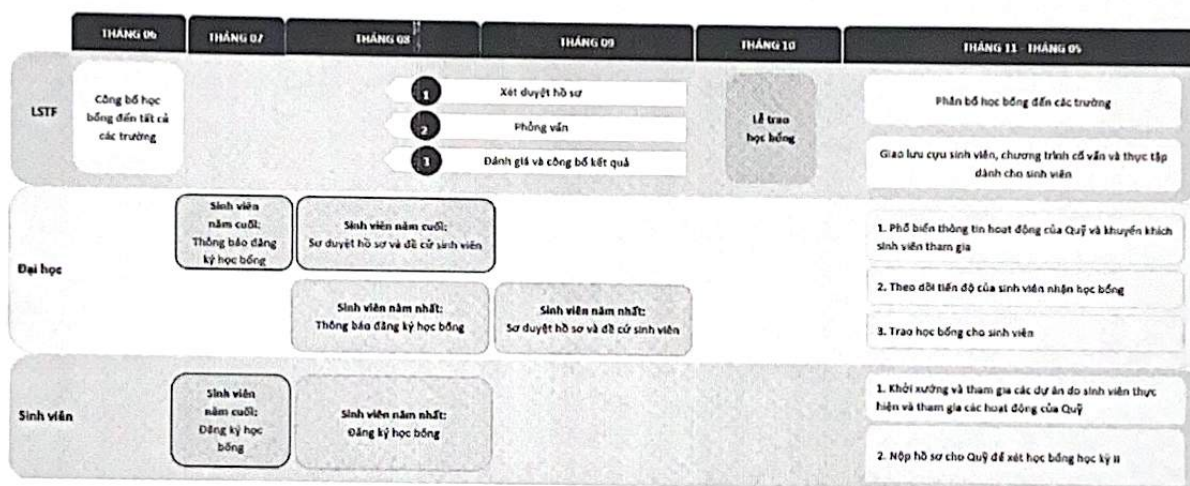 THÁNG 06
THÁNG 07
THÁNG 08
THÁNG 09
THÁNG 10
THÁNG 11 - THÁNG 05
LSTF
Công bố học
bổng đến tất cả
các trường
1
Xét duyệt hồ sơ
2
Phỏng vấn
3
Đánh giá và công bố kết quả
Lễ trao
học bổng
Phân bổ học bổng đến các trường
Giao lưu cựu sinh viên, chương trình cố vấn và thực tập
dành cho sinh viên
Đại học
Sinh viên
năm cuối:
Thông báo đăng
ký học bổng
Sinh viên năm cuối:
Sơ duyệt hồ sơ và đề cử sinh viên
Sinh viên năm nhất:
Thông báo đăng ký học bổng
Sinh viên năm nhất:
Sơ duyệt hồ sơ và đề cử sinh viên
1. Phổ biến thông tin hoạt động của Quỹ và khuyến khích
sinh viên tham gia
2. Theo dõi tiến độ của sinh viên nhận học bổng
3. Trao học bổng cho sinh viên
Sinh viên
Sinh viên
năm cuối:
Đăng ký học
bổng
Sinh viên năm nhất:
Đăng ký học bổng
1. Khởi xướng và tham gia các dự án do sinh viên thực
hiện và tham gia các hoạt động của Quỹ
2. Nộp hồ sơ cho Quỹ để xét học bổng học kỳ II